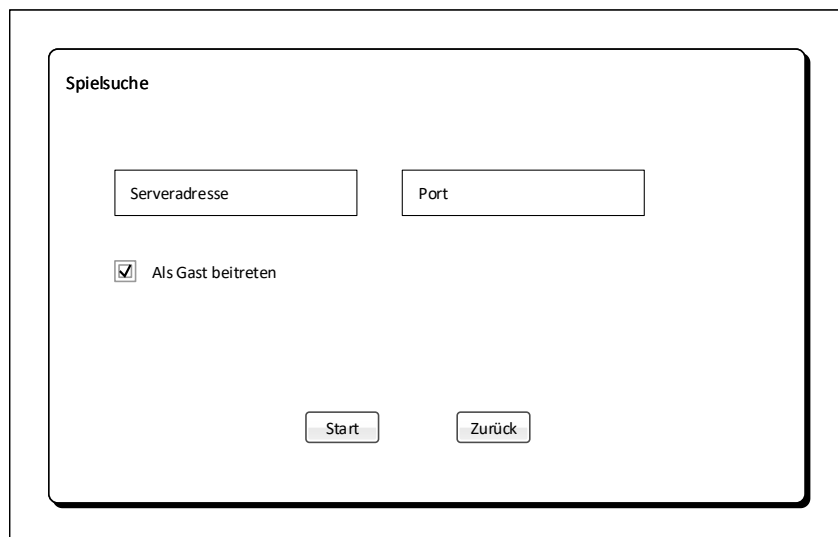 Spielsuche
Serveradresse
Port
Als Gast beitreten
Start
Zurück